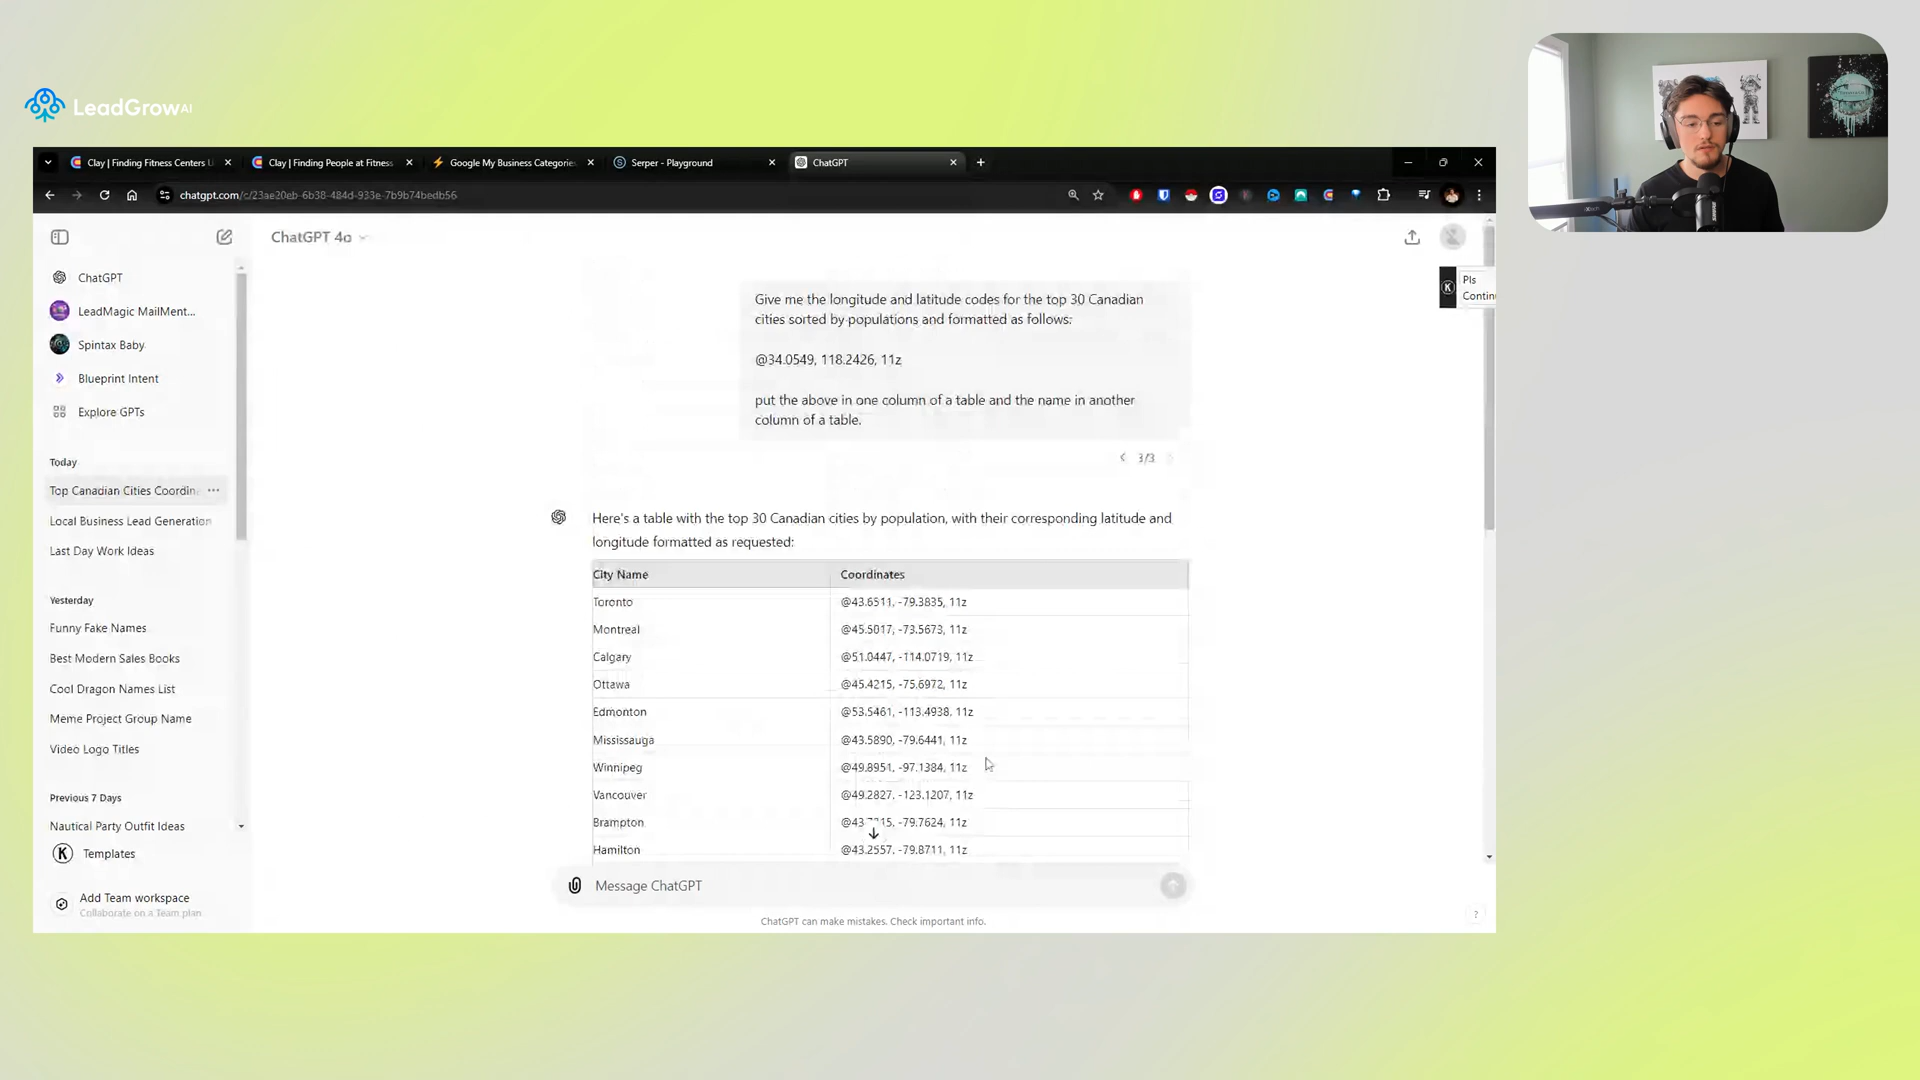 LeadGrow AI
Clay | Finding Fitness Centers U
Clay | Finding People at Fitness
Google My Business Categories
Serper - Playground
ChatGPT
chatgpt.com/c/23ae20eb-6b38-484d-933e-7b9b74bedb56
ChatGPT 4o
ChatGPT
LeadMagic MailMent...
Spintax Baby
Blueprint Intent
Explore GPTs
Today
Top Canadian Cities Coordin
Local Business Lead Generation
Last Day Work Ideas
Yesterday
Funny Fake Names
Best Modern Sales Books
Cool Dragon Names List
Meme Project Group Name
Video Logo Titles
Previous 7 Days
Nautical Party Outfit Ideas
K Templates
Add Team workspace
Collaborate on a Team plan
K
Pls
Continu
Give me the longitude and latitude codes for the top 30 Canadian
cities sorted by populations and formatted as follows:
@34.0549, 118.2426, 11z
put the above in one column of a table and the name in another
column of a table.
3/3
Here's a table with the top 30 Canadian cities by population, with their corresponding latitude and
longitude formatted as requested:
City Name Coordinates
Toronto @43.6511, -79.3835, 11z
Montreal @45.5017, -73.5673, 11z
Calgary @51.0447, -114.0719, 11z
Ottawa @45.4215, -75.6972, 11z
Edmonton @53.5461, -113.4938, 11z
Mississauga @43.5890, -79.6441, 11z
Winnipeg @49.8951, -97.1384, 11z
Vancouver @49.2827, -123.1207, 11z
Brampton -79.7624, 11z
Hamilton @43.2557, -79.8711, 11z
Message ChatGPT
ChatGPT can make mistakes. Check important info.
?